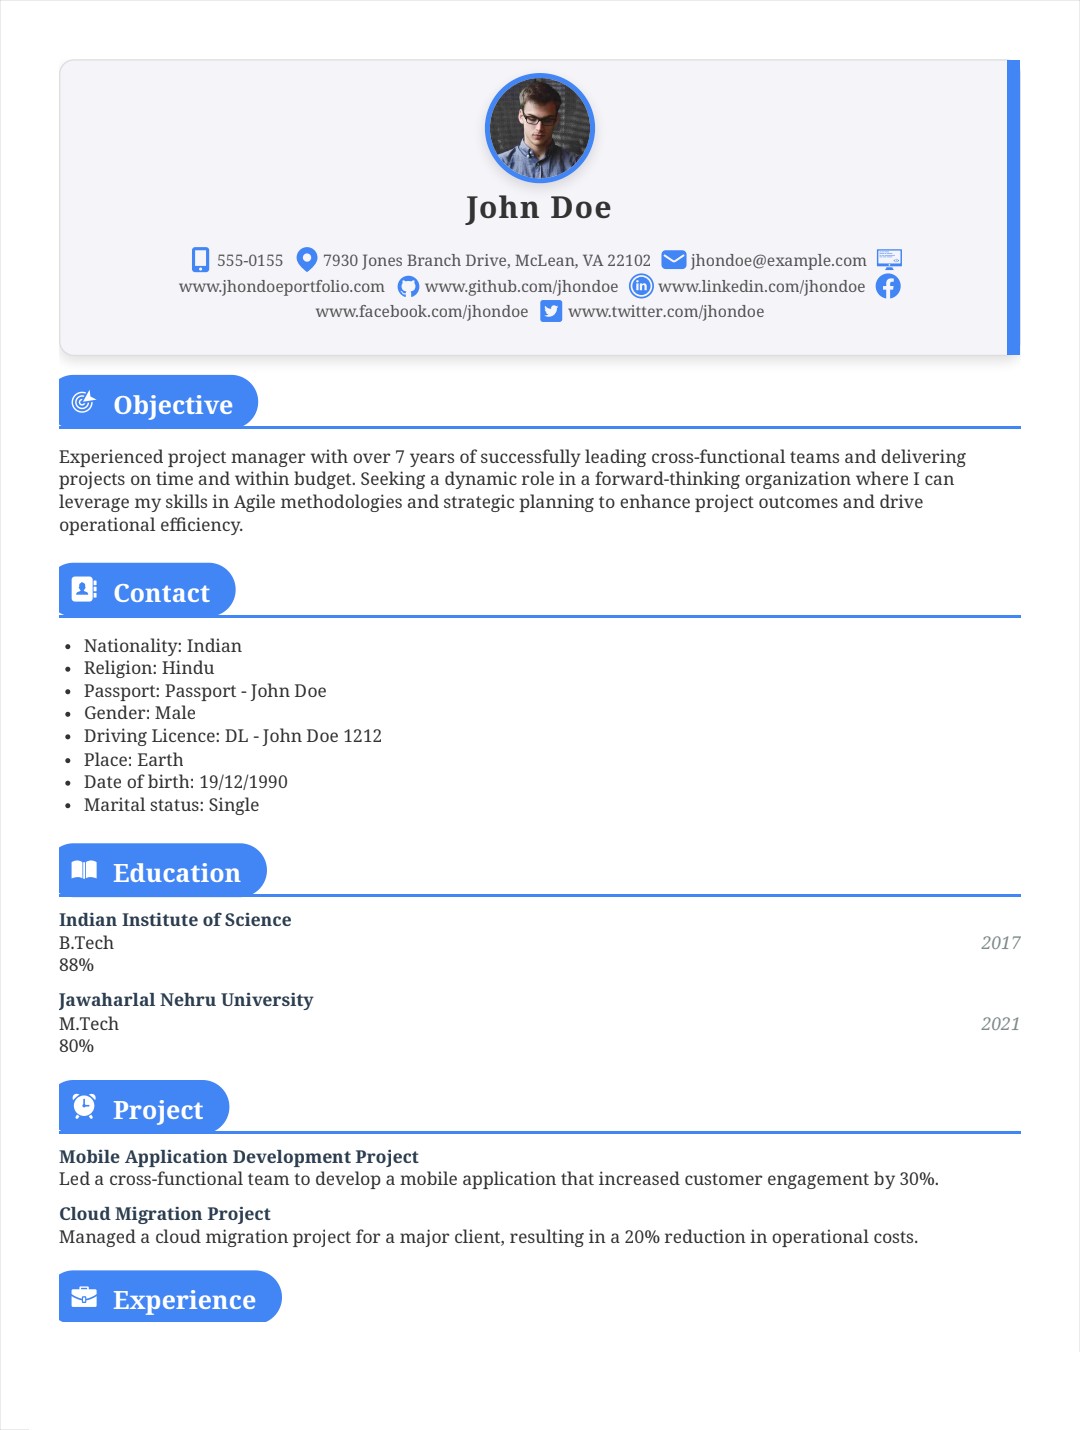 John Doe
555-0155 7930 Jones Branch Drive, McLean, VA 22102 jhondoe@example.com
www.jhondoeportfolio.com www.github.com/jhondoe www.linkedin.com/jhondoe
www.facebook.com/jhondoe www.twitter.com/jhondoe
Objective
Experienced project manager with over 7 years of successfully leading cross-functional teams and delivering
projects on time and within budget. Seeking a dynamic role in a forward-thinking organization where I can
leverage my skills in Agile methodologies and strategic planning to enhance project outcomes and drive
operational efficiency.
Contact
• Nationality: Indian
• Religion: Hindu
• Passport: Passport - John Doe
• Gender: Male
• Driving Licence: DL - John Doe 1212
• Place: Earth
• Date of birth: 19/12/1990
• Marital status: Single
Education
Indian Institute of Science
B.Tech 2017
88%
Jawaharlal Nehru University
M.Tech 2021
80%
Project
Mobile Application Development Project
Led a cross-functional team to develop a mobile application that increased customer engagement by 30%.
Cloud Migration Project
Managed a cloud migration project for a major client, resulting in a 20% reduction in operational costs.
Experience